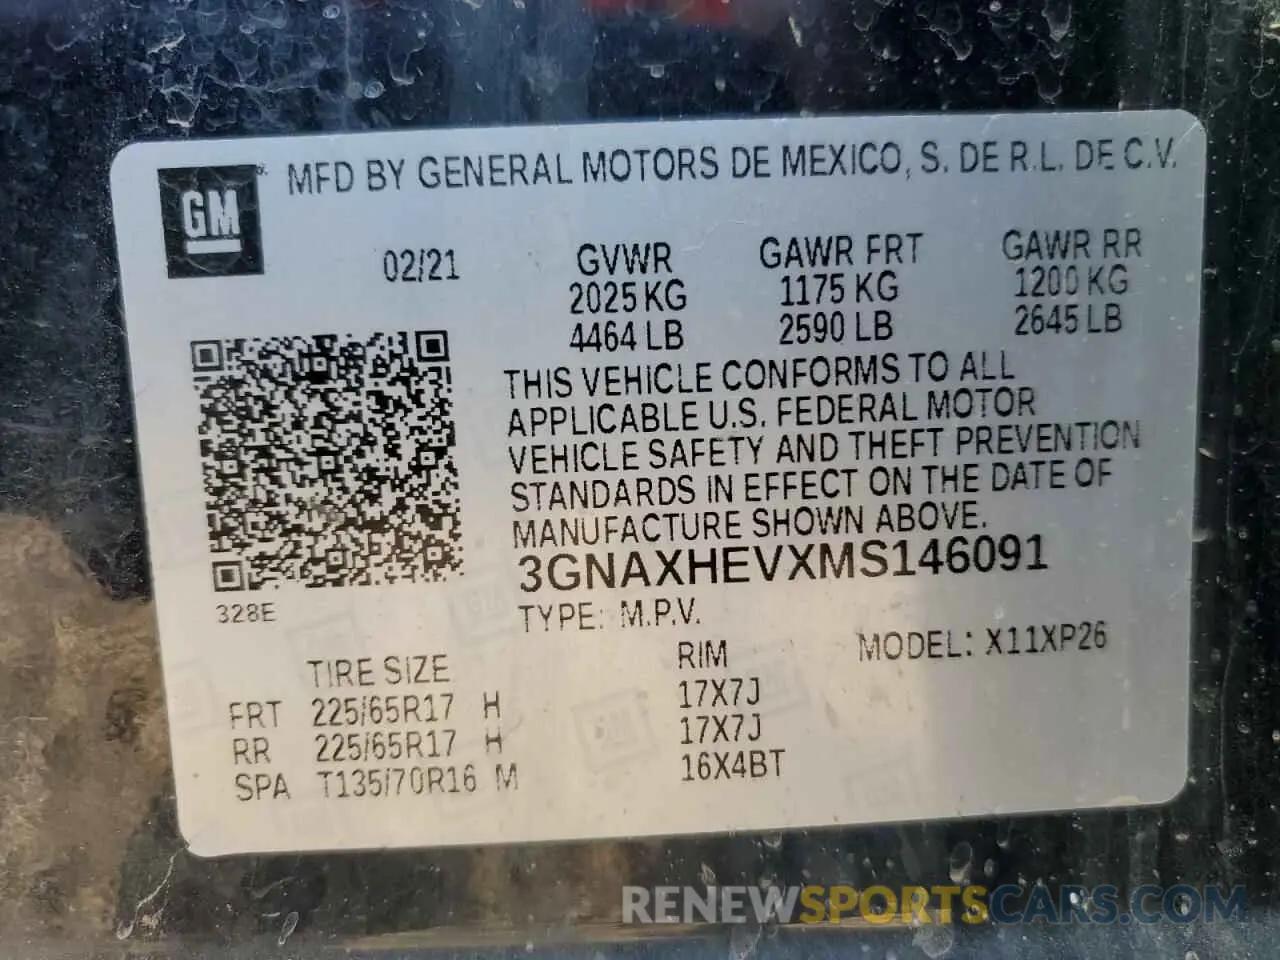 GM
MFD BY GENERAL MOTORS DE MEXICO, S. DE R.L. DE C.V.
02/21
GVWR GAWR FRT GAWR RR
2025 KG 1175 KG 1200 KG
4464 LB 2590 LB 2645 LB
THIS VEHICLE CONFORMS TO ALL
APPLICABLE U.S. FEDERAL MOTOR
VEHICLE SAFETY AND THEFT PREVENTION
STANDARDS IN EFFECT ON THE DATE OF
MANUFACTURE SHOWN ABOVE.
3GNAXHEVXMS146091
328E
TYPE: M.P.V.
TIRE SIZE RIM MODEL: X11XP26
FRT 225/65R17 H 17X7J
RR 225/65R17 H 17X7J
SPA T135/70R16 M 16X4BT
RENEWSPORTSCARS.COM